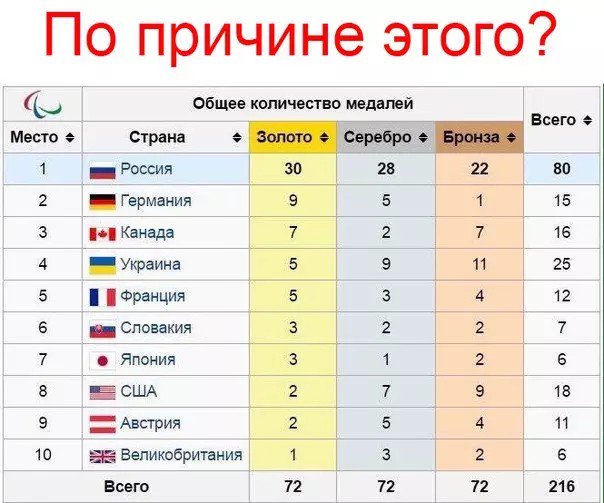 По причине этого?
Общее количество медалей
Всего
Место Страна Золото Серебро Бронза
1 Россия 30 28 22 80
2 Германия 9 5 1 15
3 Канада 7 2 7 16
4 Украина 5 9 11 25
5 Франция 5 3 4 12
6 Словакия 3 2 2 7
7 Япония 3 1 2 6
8 США 2 7 9 18
9 Австрия 2 5 4 11
10 Великобритания 1 3 2 6
Всего 72 72 72 216